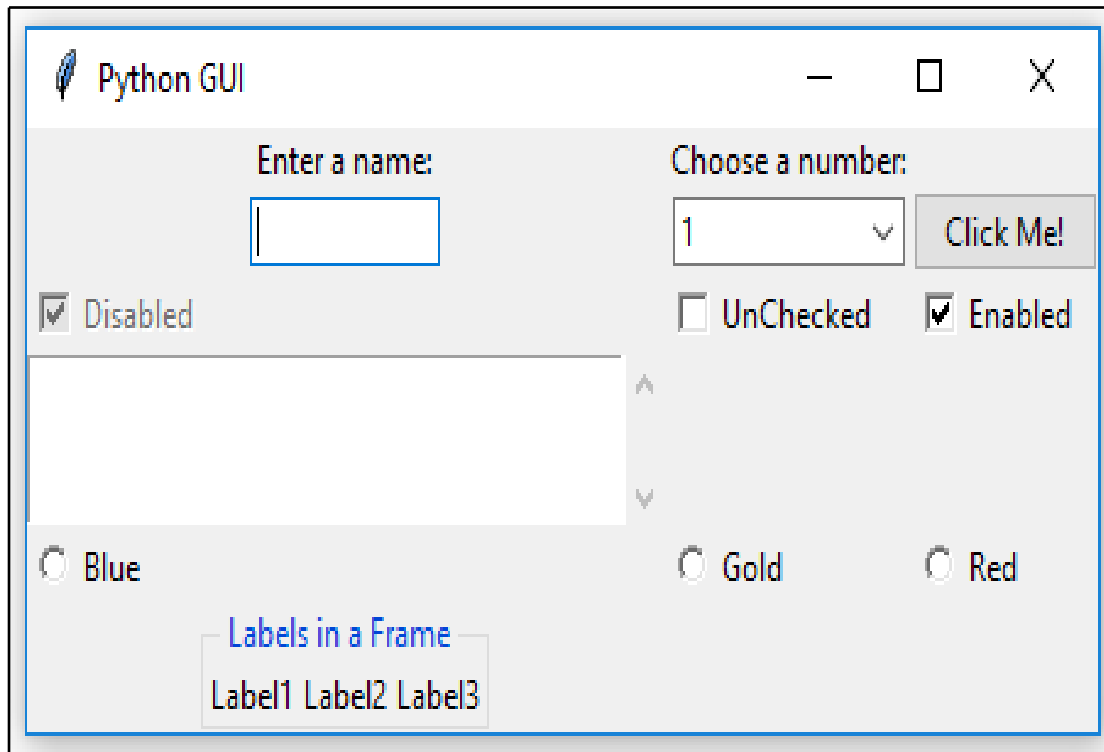 Python GUI
Enter a name: Choose a number:
1 Click Me!
Disabled UnChecked Enabled
Blue Gold Red
Labels in a Frame
Label1 Label2 Label3